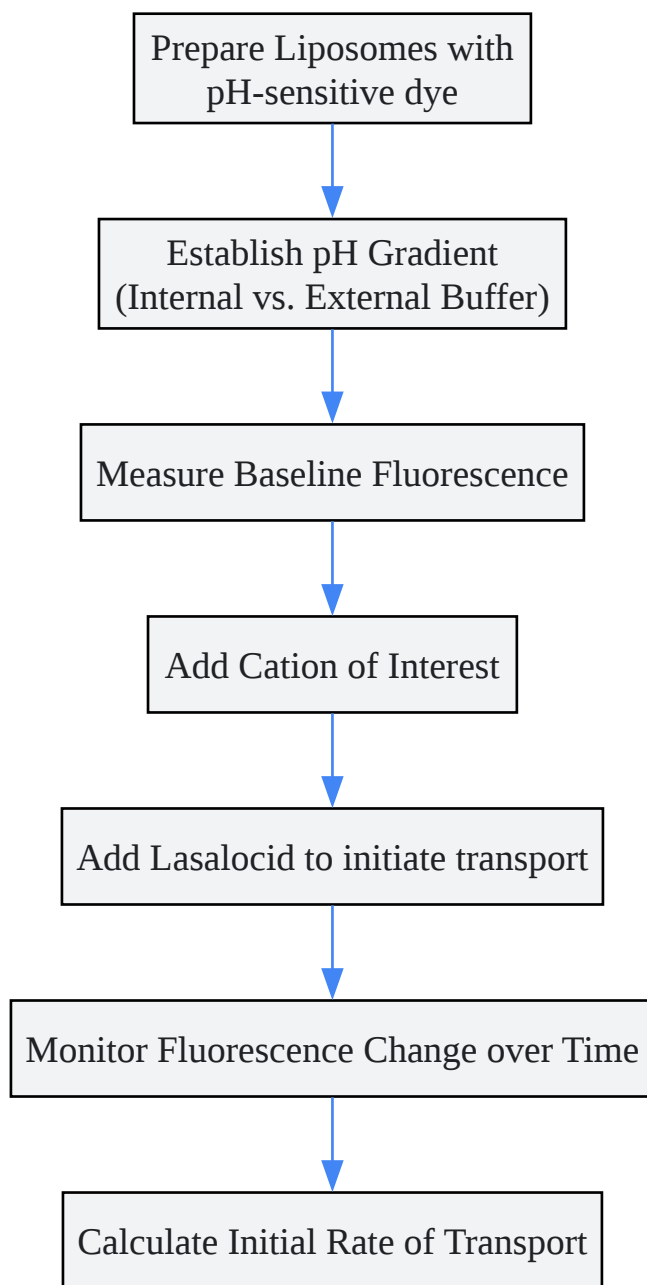 Prepare Liposomes with
pH-sensitive dye
Establish pH Gradient
(Internal vs. External Buffer)
Measure Baseline Fluorescence
Add Cation of Interest
Add Lasalocid to initiate transport
Monitor Fluorescence Change over Time
Calculate Initial Rate of Transport